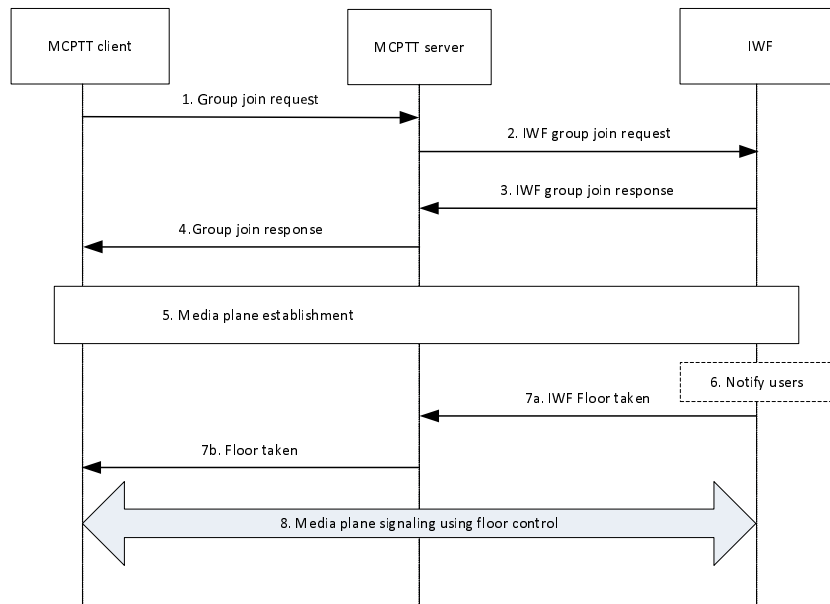 MCPTT client
MCPTT server
IWF
1. Group join request
2. IWF group join request
3. IWF group join response
4.Group join response
5. Media plane establishment
6. Notify users
7a. IWF Floor taken
7b. Floor taken
8. Media plane signaling using floor control